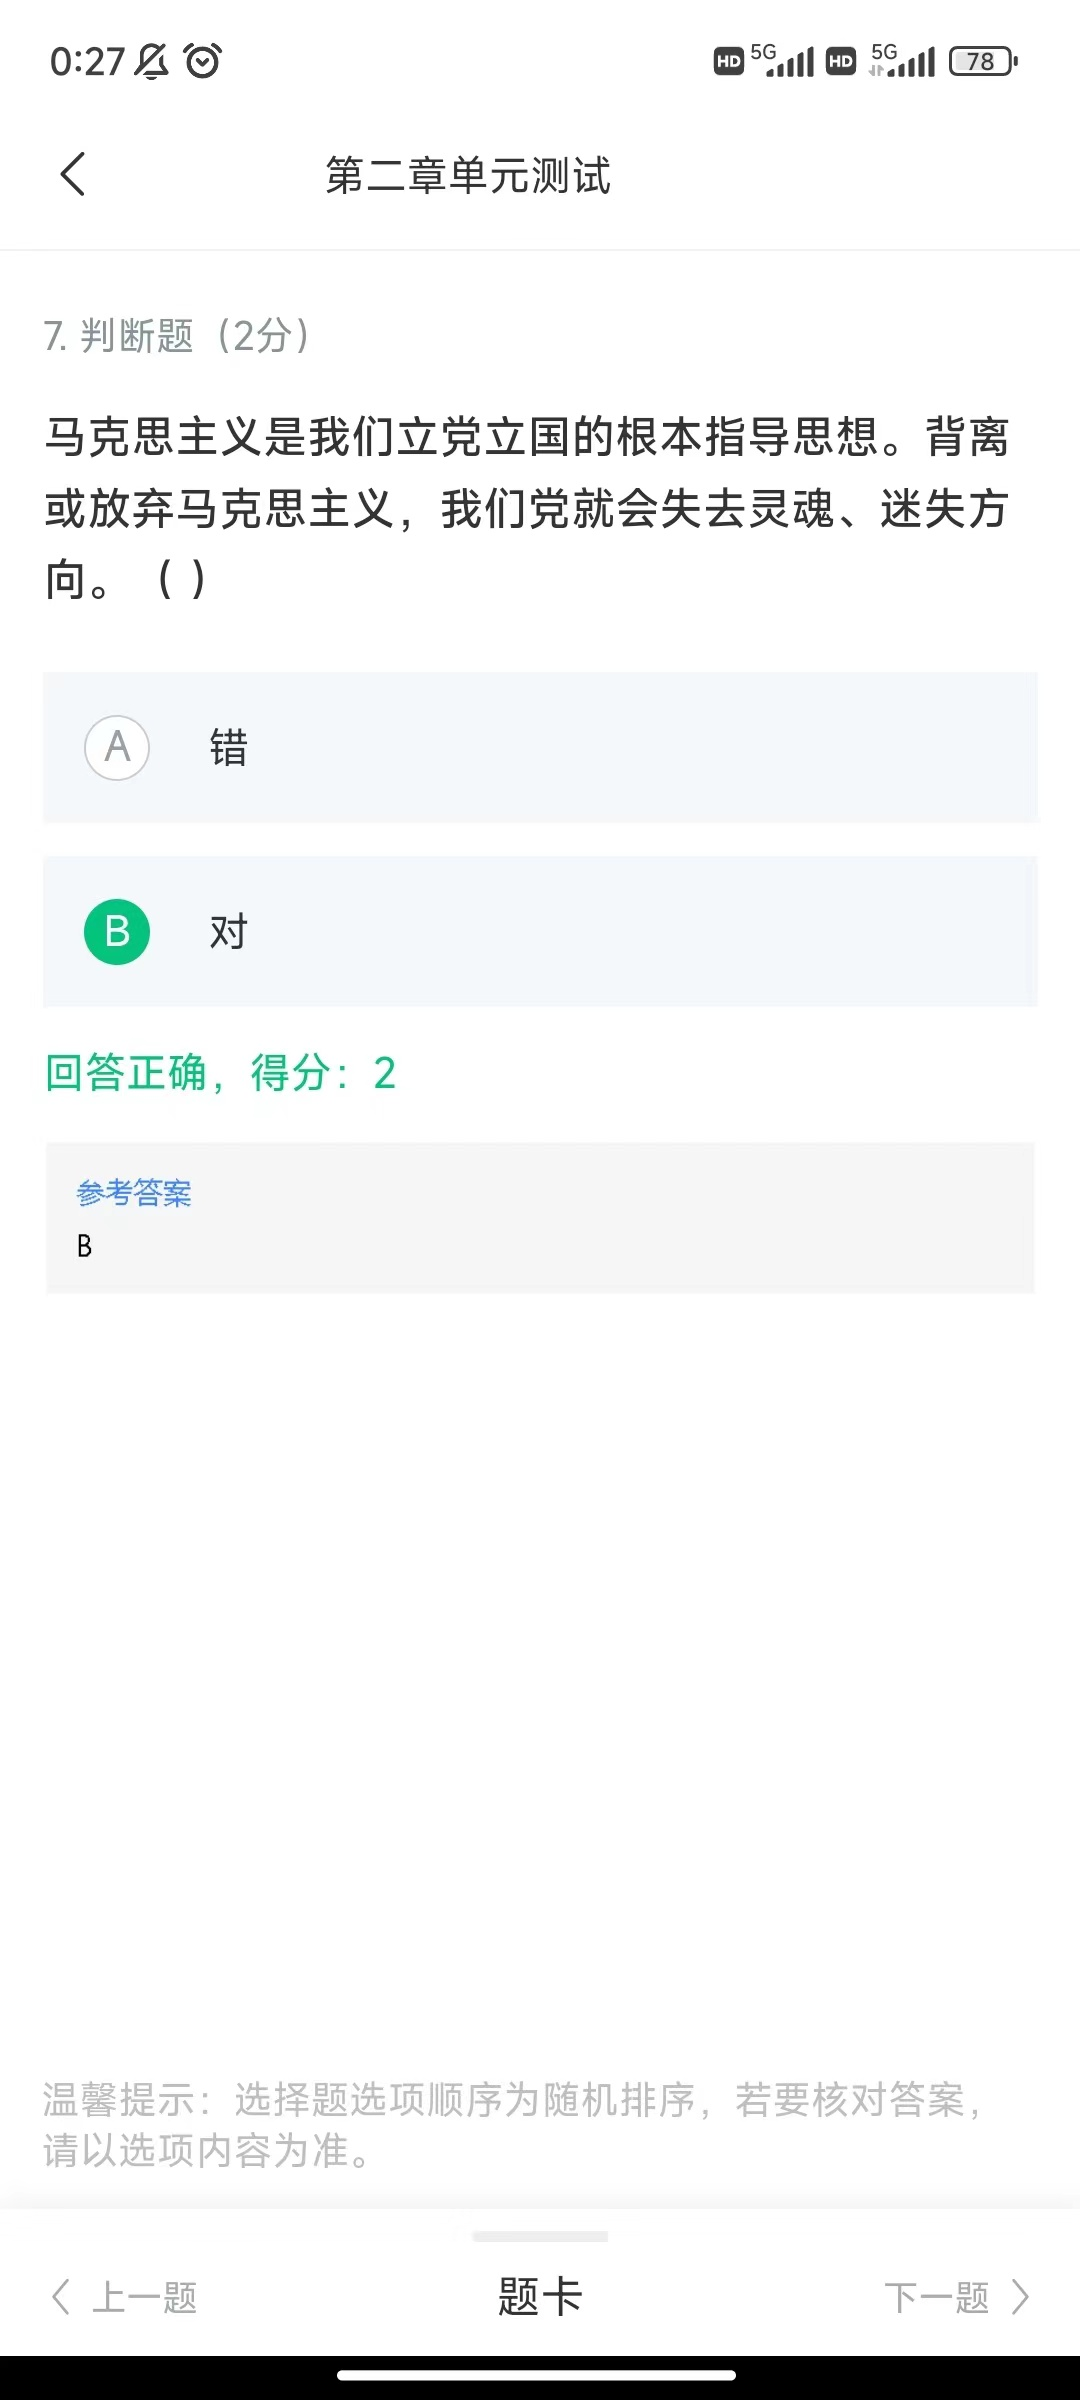 0:27 HD 5G HD 5G 78
第二章单元测试
7. 判断题（2分）
马克思主义是我们立党立国的根本指导思想。背离
或放弃马克思主义，我们党就会失去灵魂、迷失方
向。（ ）
A 错
B 对
回答正确，得分：2
参考答案
B
温馨提示：选择题选项顺序为随机排序，若要核对答案，
请以选项内容为准。
上一题 题卡 下一题